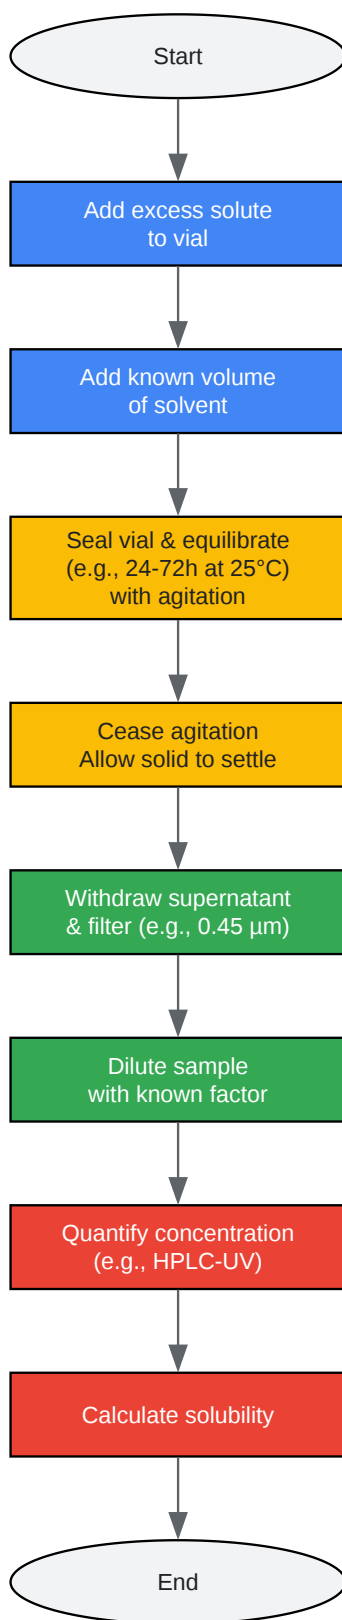 Start
Add excess solute
to vial
Add known volume
of solvent
Seal vial & equilibrate
(e.g., 24-72h at 25°C)
with agitation
Cease agitation
Allow solid to settle
Withdraw supernatant
& filter (e.g., 0.45 µm)
Dilute sample
with known factor
Quantify concentration
(e.g., HPLC-UV)
Calculate solubility
End